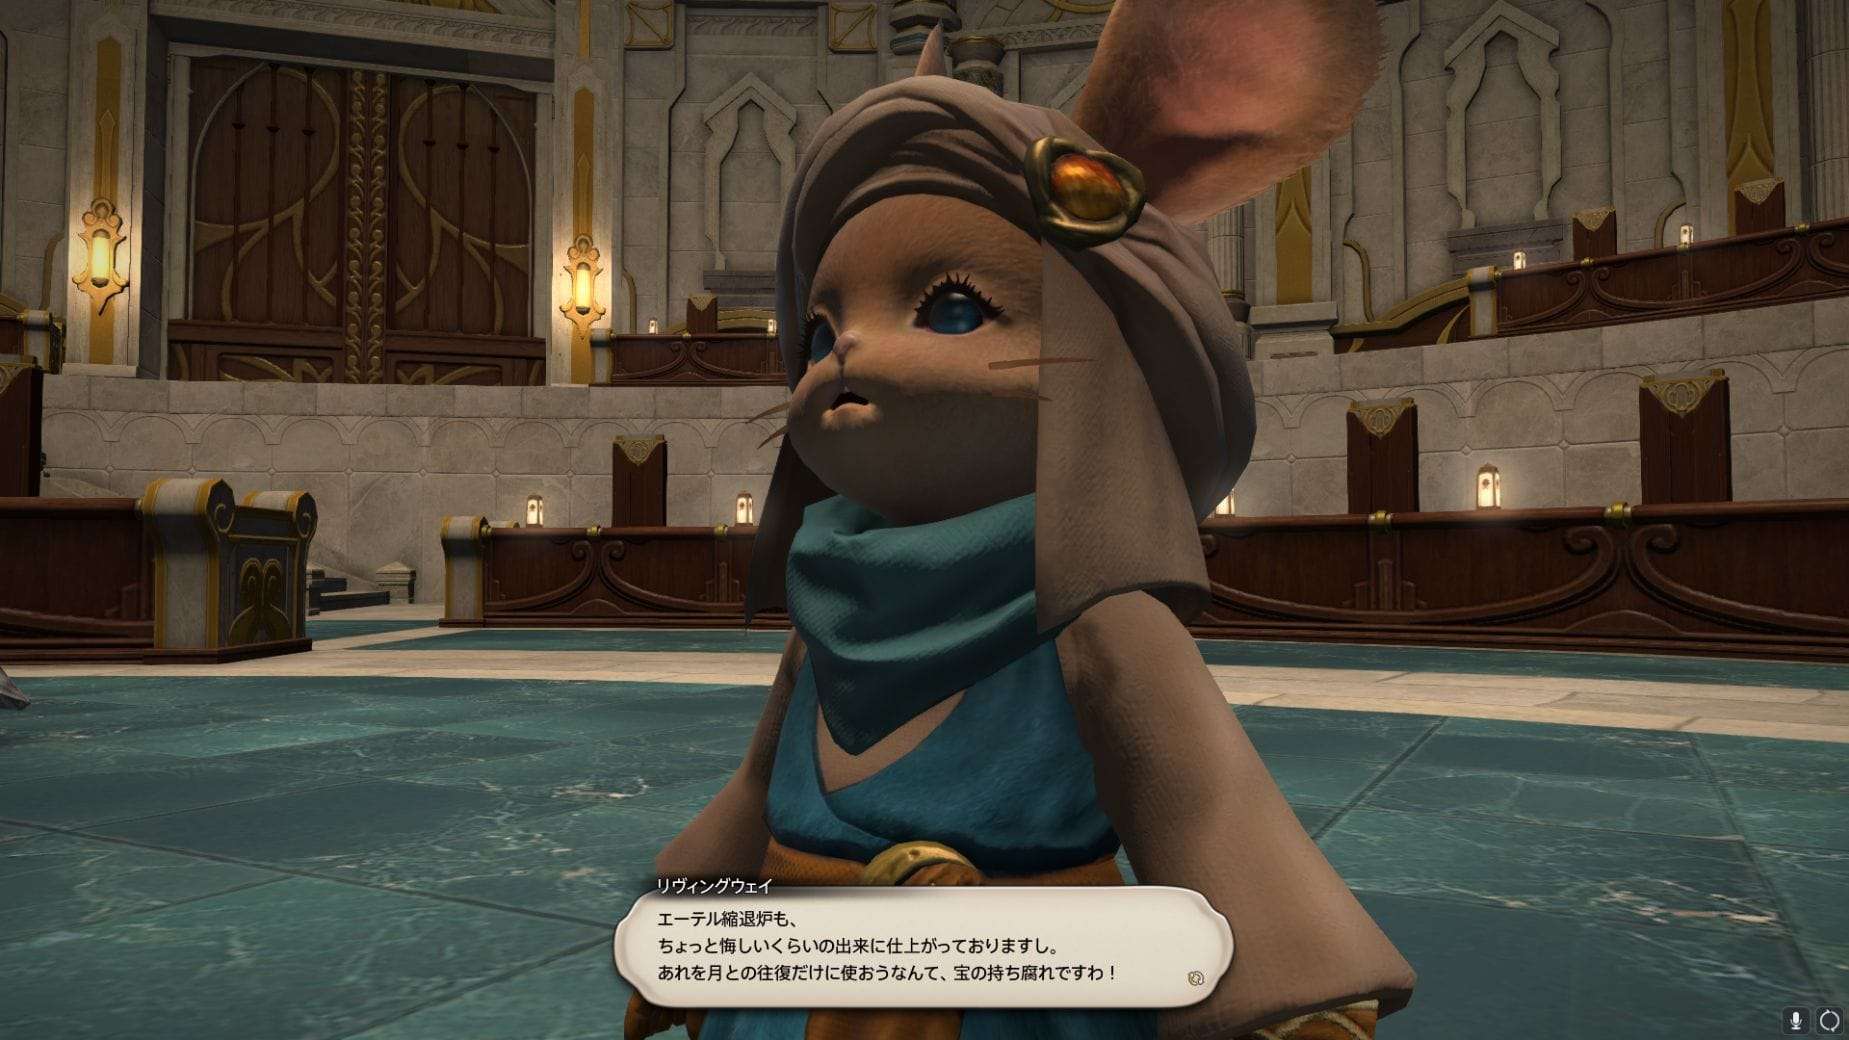 リヴィングウェイ
エーテル縮退炉も、
ちょっと悔しいくらいの出来に仕上がっておりますし。
あれを月との往復だけに使おうなんて、宝の持ち腐れですわ！